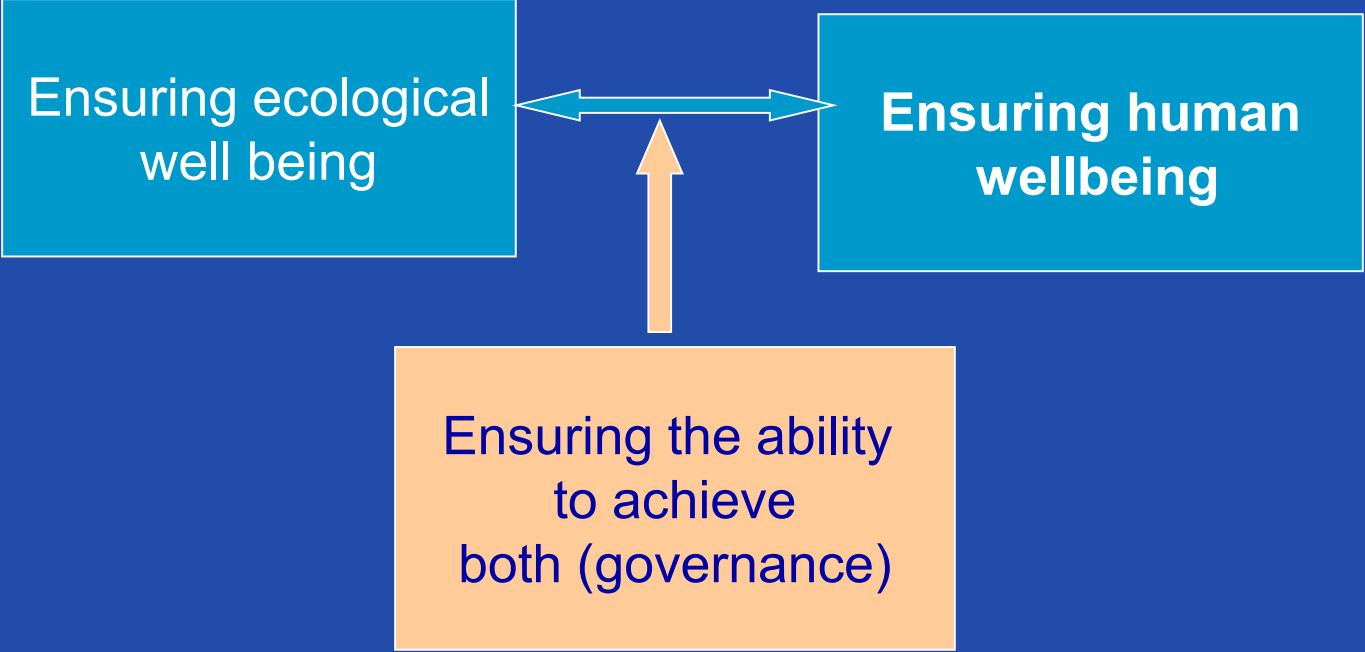 Ensuring ecological
well being
Ensuring human
wellbeing
Ensuring the ability
to achieve
both (governance)